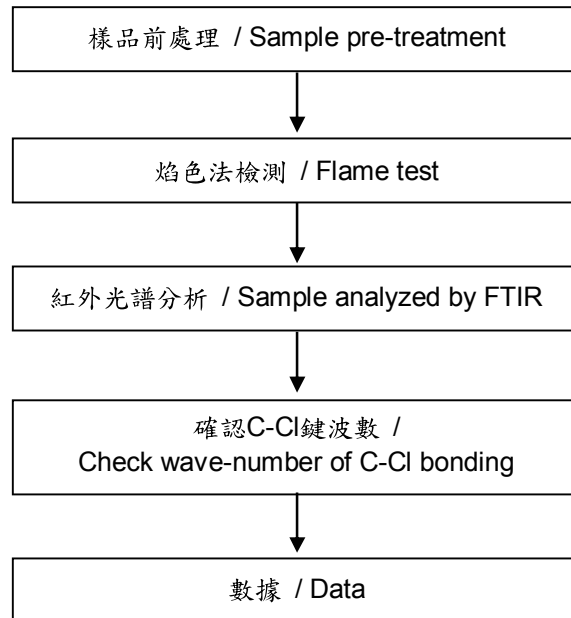 樣品前處理 / Sample pre-treatment
焰色法檢測 / Flame test
紅外光譜分析 / Sample analyzed by FTIR
確認C-Cl鍵波數 /
Check wave-number of C-Cl bonding
數據 / Data